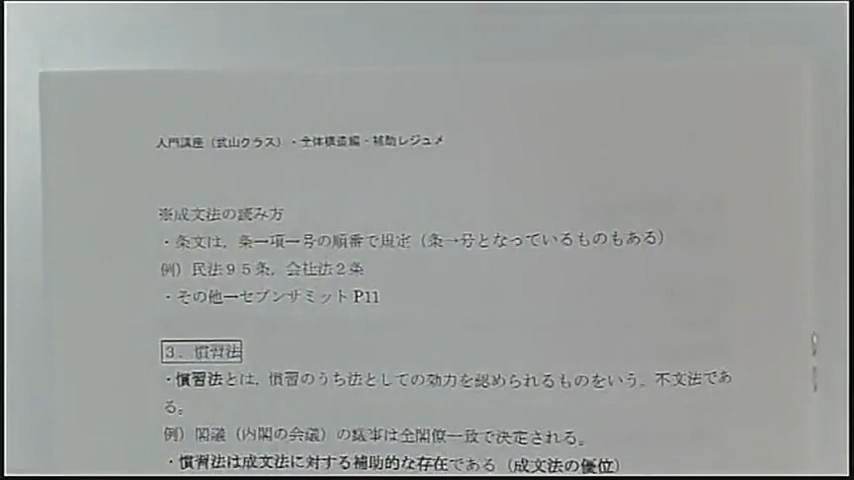 入門講座（武山クラス）・全体構造編・補助レジュメ
※成文法の読み方
・条文は，条→項→号の順番で規定（条→号となっているものもある）
例）民法９５条，会社法２条
・その他→セブンサミット P11
３．慣習法
・慣習法とは，慣習のうち法としての効力を認められるものをいう。不文法であ
る。
例）閣議（内閣の会議）の議事は全閣僚一致で決定される。
・慣習法は成文法に対する補助的な存在である（成文法の優位）